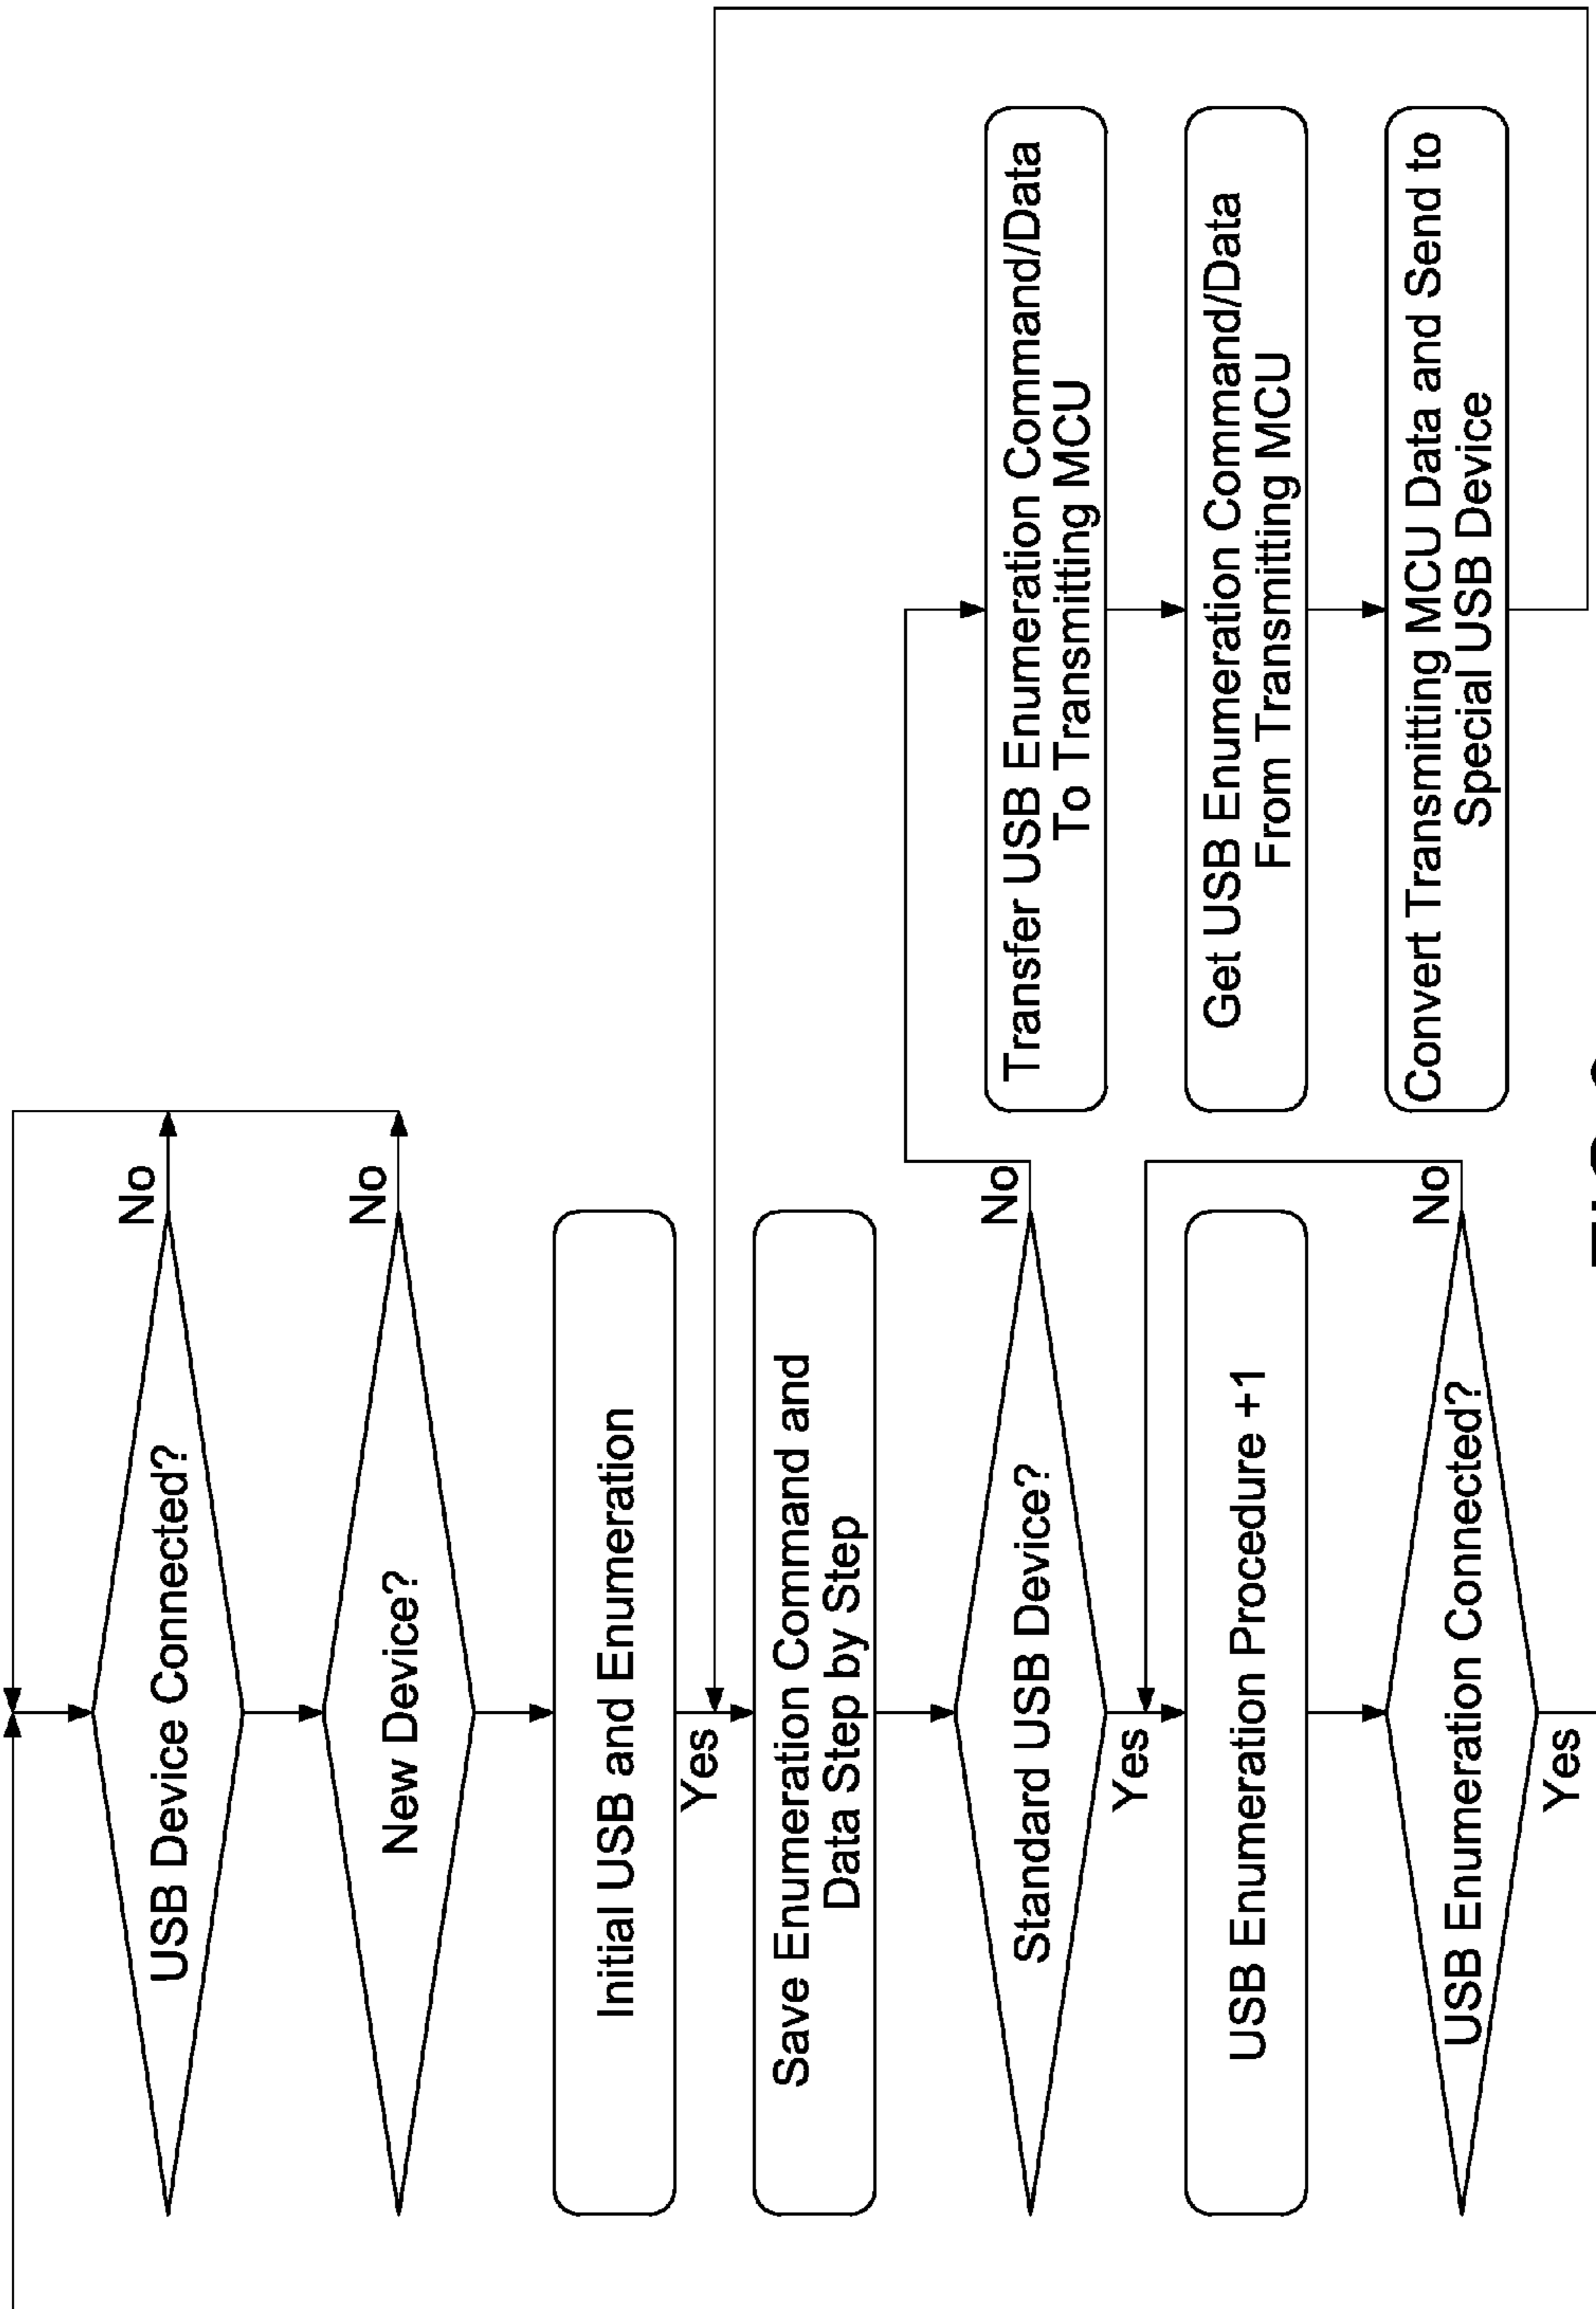 USB Device Connected?
No
New Device?
No
Initial USB and Enumeration
Yes
Save Enumeration Command and
Data Step by Step
Standard USB Device?
No
Yes
Transfer USB Enumeration Command/Data
To Transmitting MCU
Get USB Enumeration Command/Data
From Transmitting MCU
Convert Transmitting MCU Data and Send to
Special USB Device
USB Enumeration Procedure +1
USB Enumeration Connected?
No
Yes